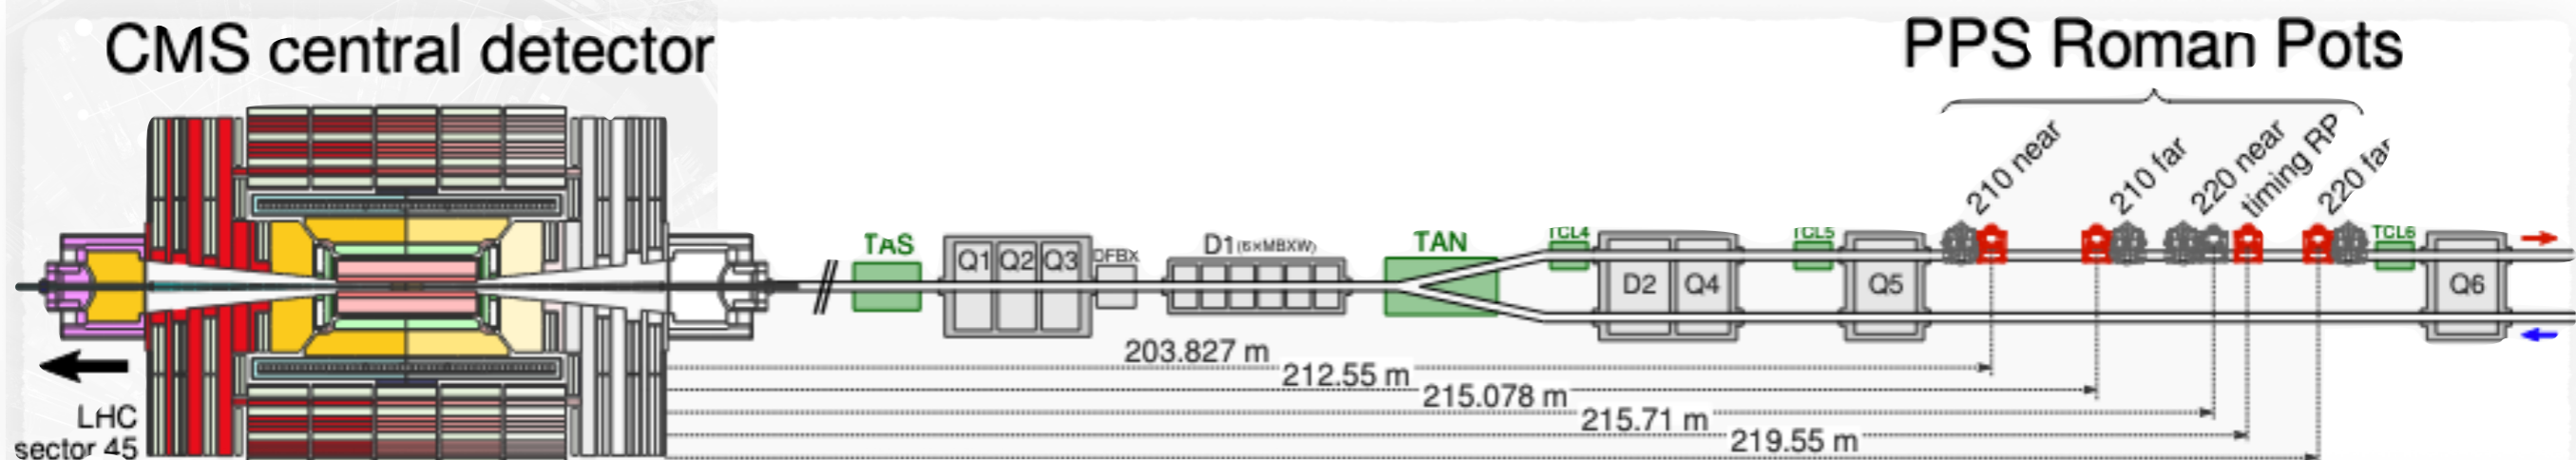 CMS central detector
PPS Roman Pots
210 near
210 far
220 near
timing RP
220 far
TAS
Q1
Q2
Q3
DFBX
D1(6xMBXW)
TAN
TCL4
D2
Q4
TCL5
Q5
TCL6
Q6
203.827 m
212.55 m
215.078 m
215.71 m
219.55 m
LHC
sector 45